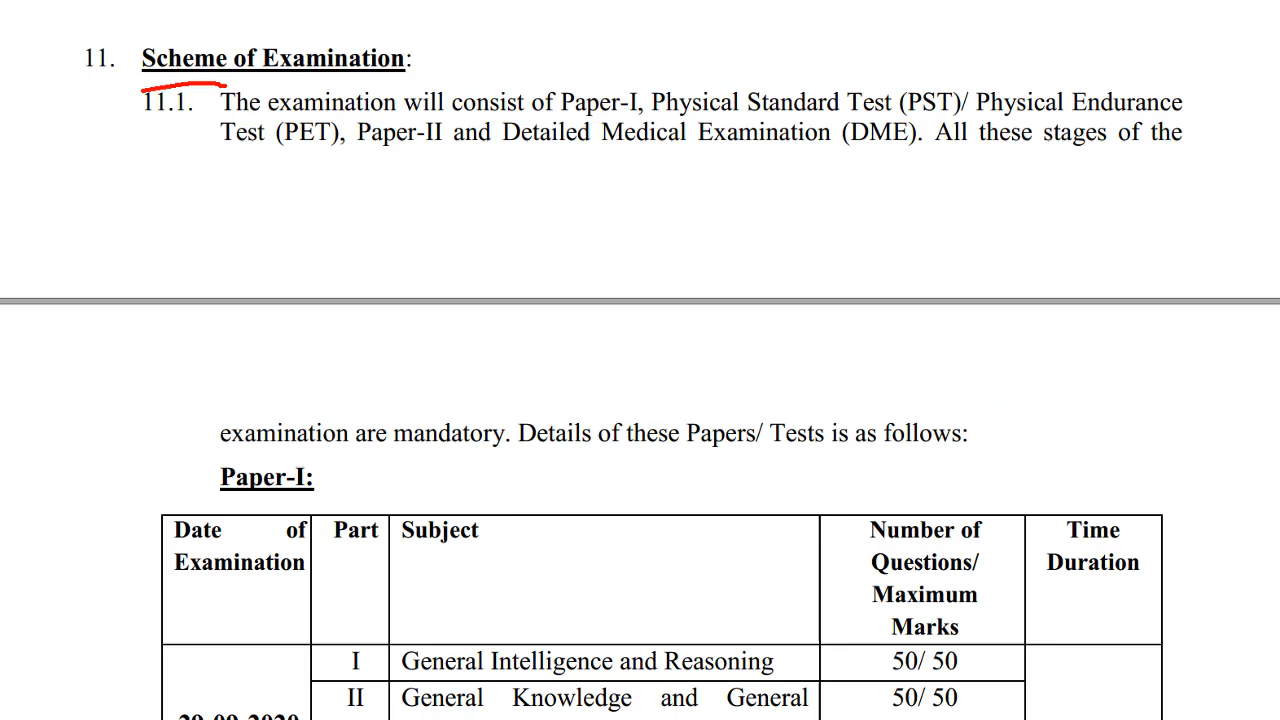 11. Scheme of Examination:
11.1. The examination will consist of Paper-I, Physical Standard Test (PST)/ Physical Endurance
Test (PET), Paper-II and Detailed Medical Examination (DME). All these stages of the
examination are mandatory. Details of these Papers/ Tests is as follows:
Paper-I:
Date of Examination Part Subject Number of Questions/ Maximum Marks Time Duration
I General Intelligence and Reasoning 50/ 50
II General Knowledge and General 50/ 50